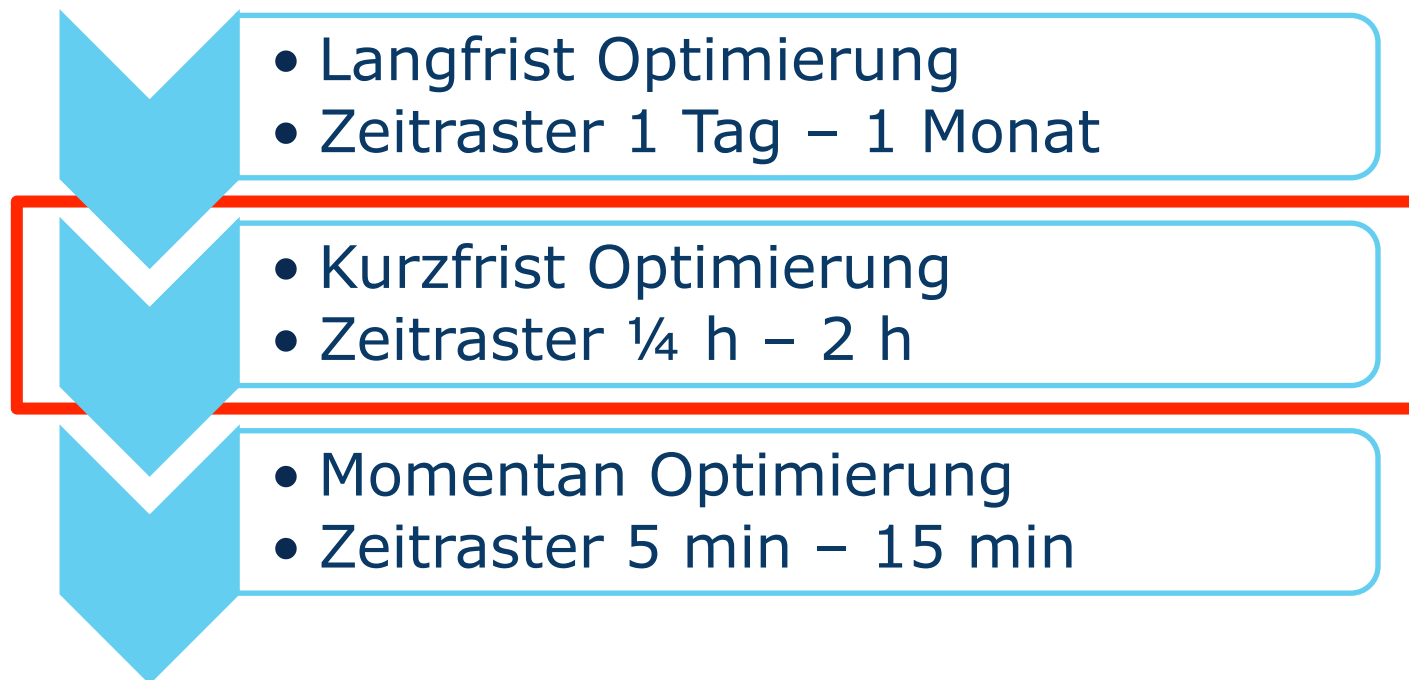 • Langfrist Optimierung
• Zeitraster 1 Tag – 1 Monat
• Kurzfrist Optimierung
• Zeitraster ¼ h – 2 h
• Momentan Optimierung
• Zeitraster 5 min – 15 min